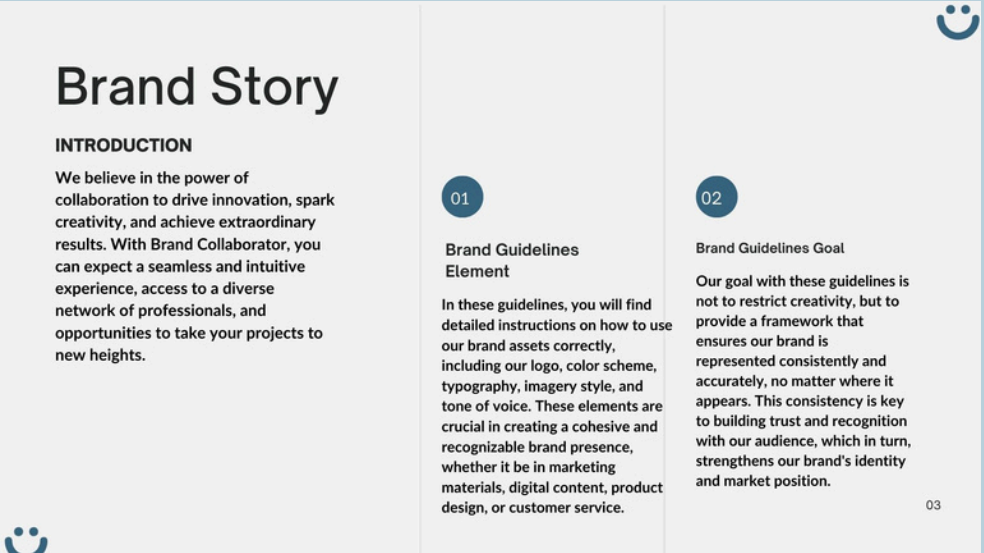 Brand Story
INTRODUCTION
We believe in the power of
collaboration to drive innovation, spark
creativity, and achieve extraordinary
results. With Brand Collaborator, you
can expect a seamless and intuitive
experience, access to a diverse
network of professionals, and
opportunities to take your projects to
new heights.
01
Brand Guidelines
Element
In these guidelines, you will find
detailed instructions on how to use
our brand assets correctly,
including our logo, color scheme,
typography, imagery style, and
tone of voice. These elements are
crucial in creating a cohesive and
recognizable brand presence,
whether it be in marketing
materials, digital content, product
design, or customer service.
02
Brand Guidelines Goal
Our goal with these guidelines is
not to restrict creativity, but to
provide a framework that
ensures our brand is
represented consistently and
accurately, no matter where it
appears. This consistency is key
to building trust and recognition
with our audience, which in turn,
strengthens our brand's identity
and market position.
03